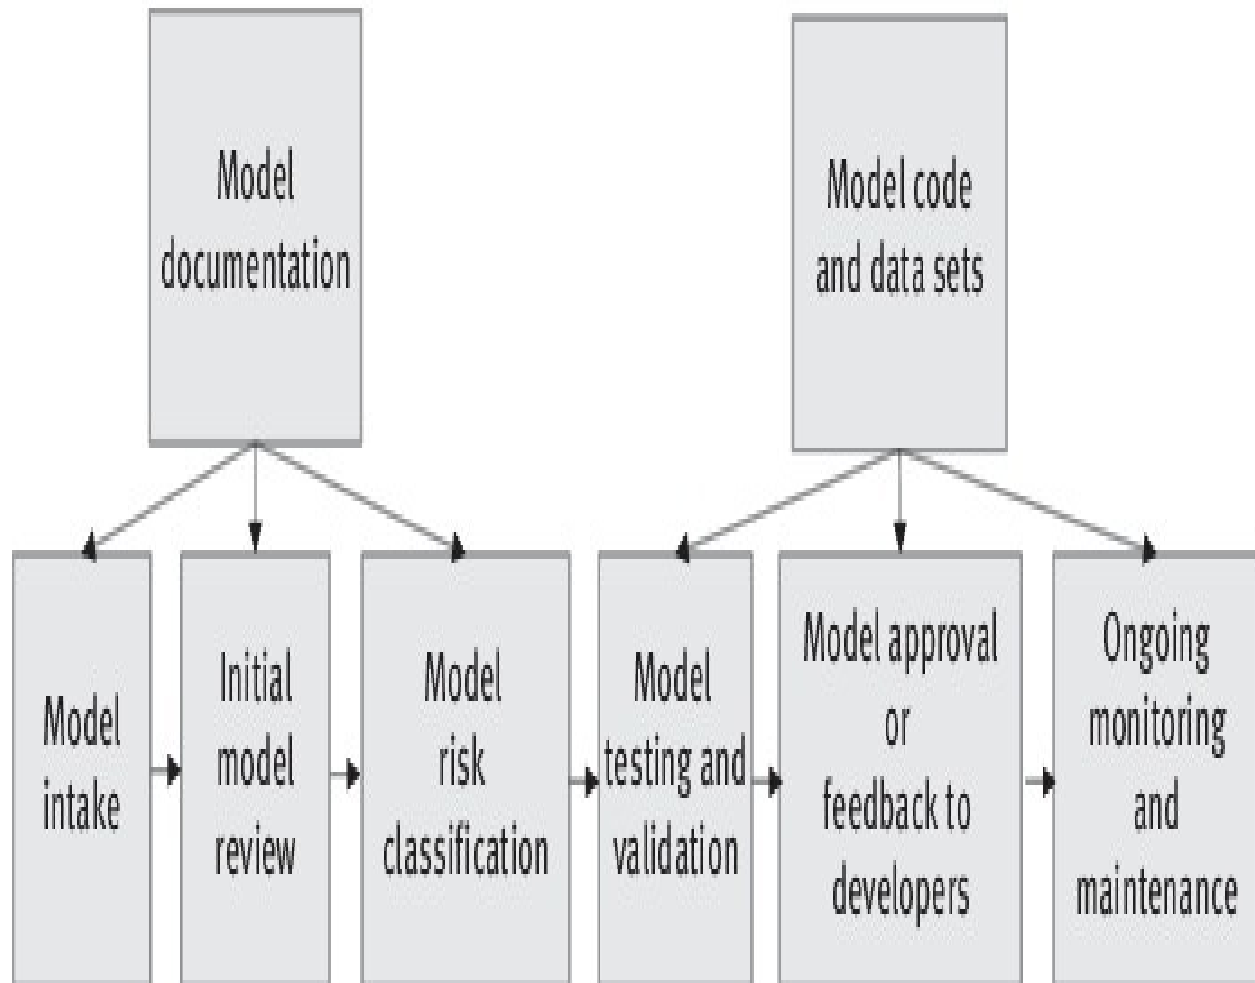 Model
documentation
Model code
and data sets
Model
intake
Initial
model
review
Model
risk
classification
Model
testing and
validation
Model approval
or
feedback to
developers
Ongoing
monitoring
and
maintenance